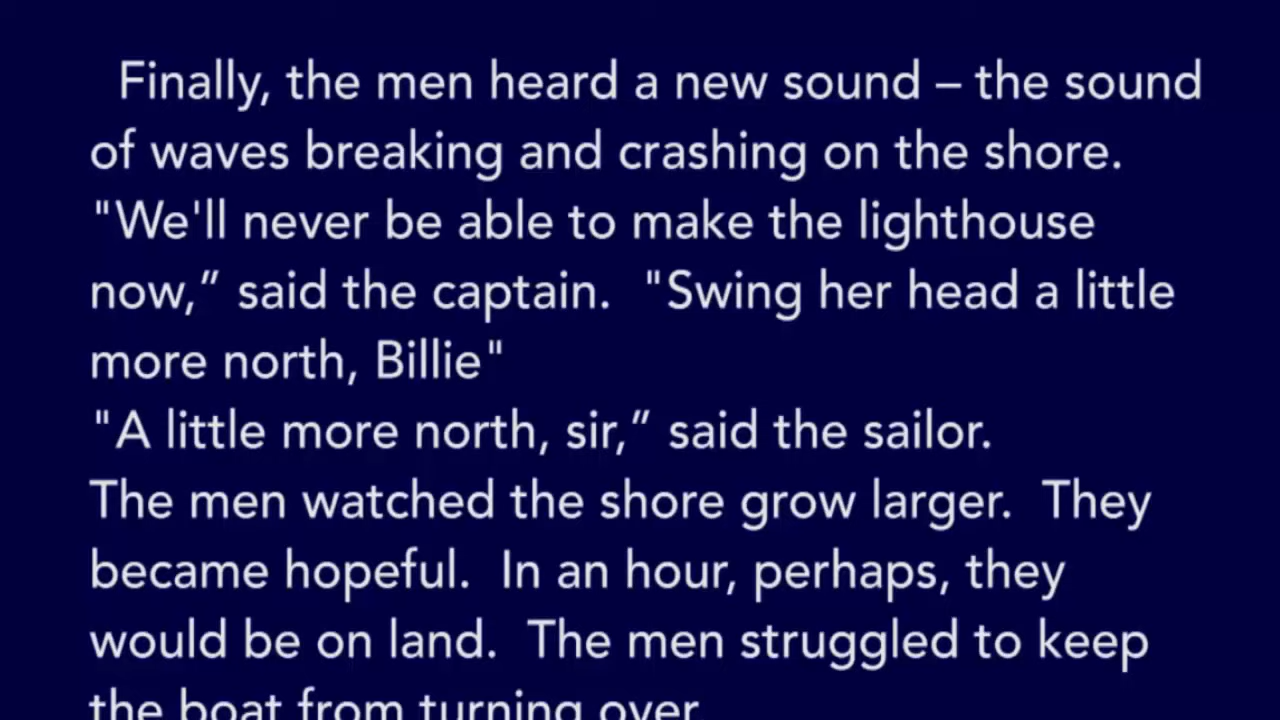 Finally, the men heard a new sound – the sound
of waves breaking and crashing on the shore.
"We'll never be able to make the lighthouse
now,” said the captain.  "Swing her head a little
more north, Billie"
"A little more north, sir,” said the sailor.
The men watched the shore grow larger.  They
became hopeful.  In an hour, perhaps, they
would be on land.  The men struggled to keep
the boat from turning over.